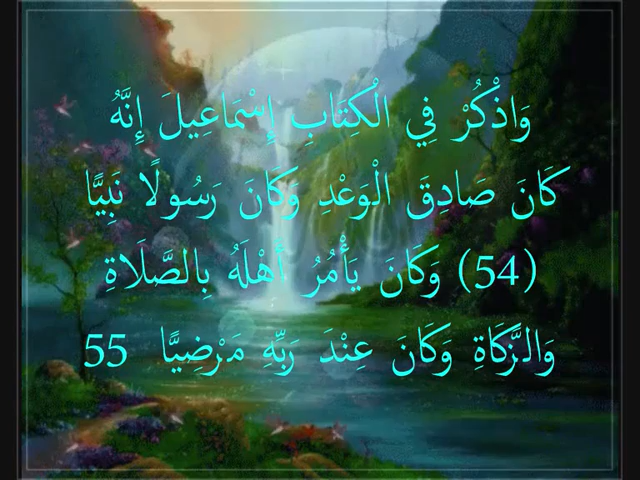 وَاذْكُرْ فِي الْكِتَابِ إِسْمَاعِيلَ إِنَّهُ
كَانَ صَادِقَ الْوَعْدِ وَكَانَ رَسُولًا نَبِيًّا
(54) وَكَانَ يَأْمُرُ أَهْلَهُ بِالصَّلَاةِ
وَالزَّكَاةِ وَكَانَ عِنْدَ رَبِّهِ مَرْضِيًّا 55